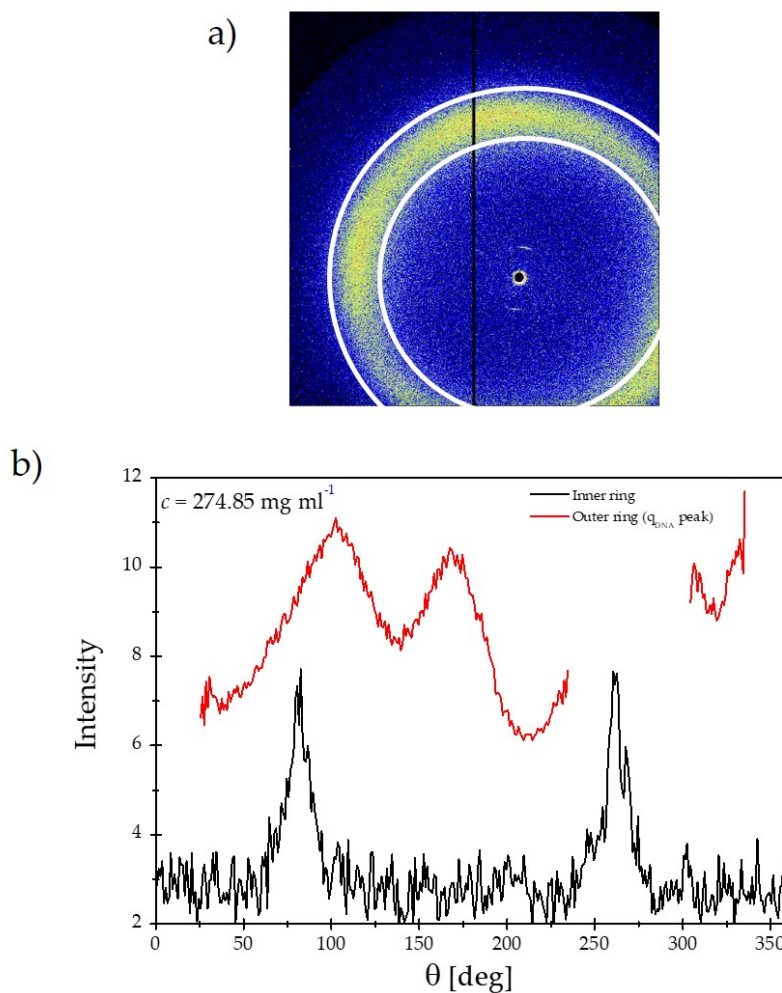 a)
b)
12
10
8
6
4
2
Intensity
c = 274.85 mg ml-1
Inner ring
Outer ring (qDNA peak)
0 50 100 150 200 250 300 350
θ [deg]